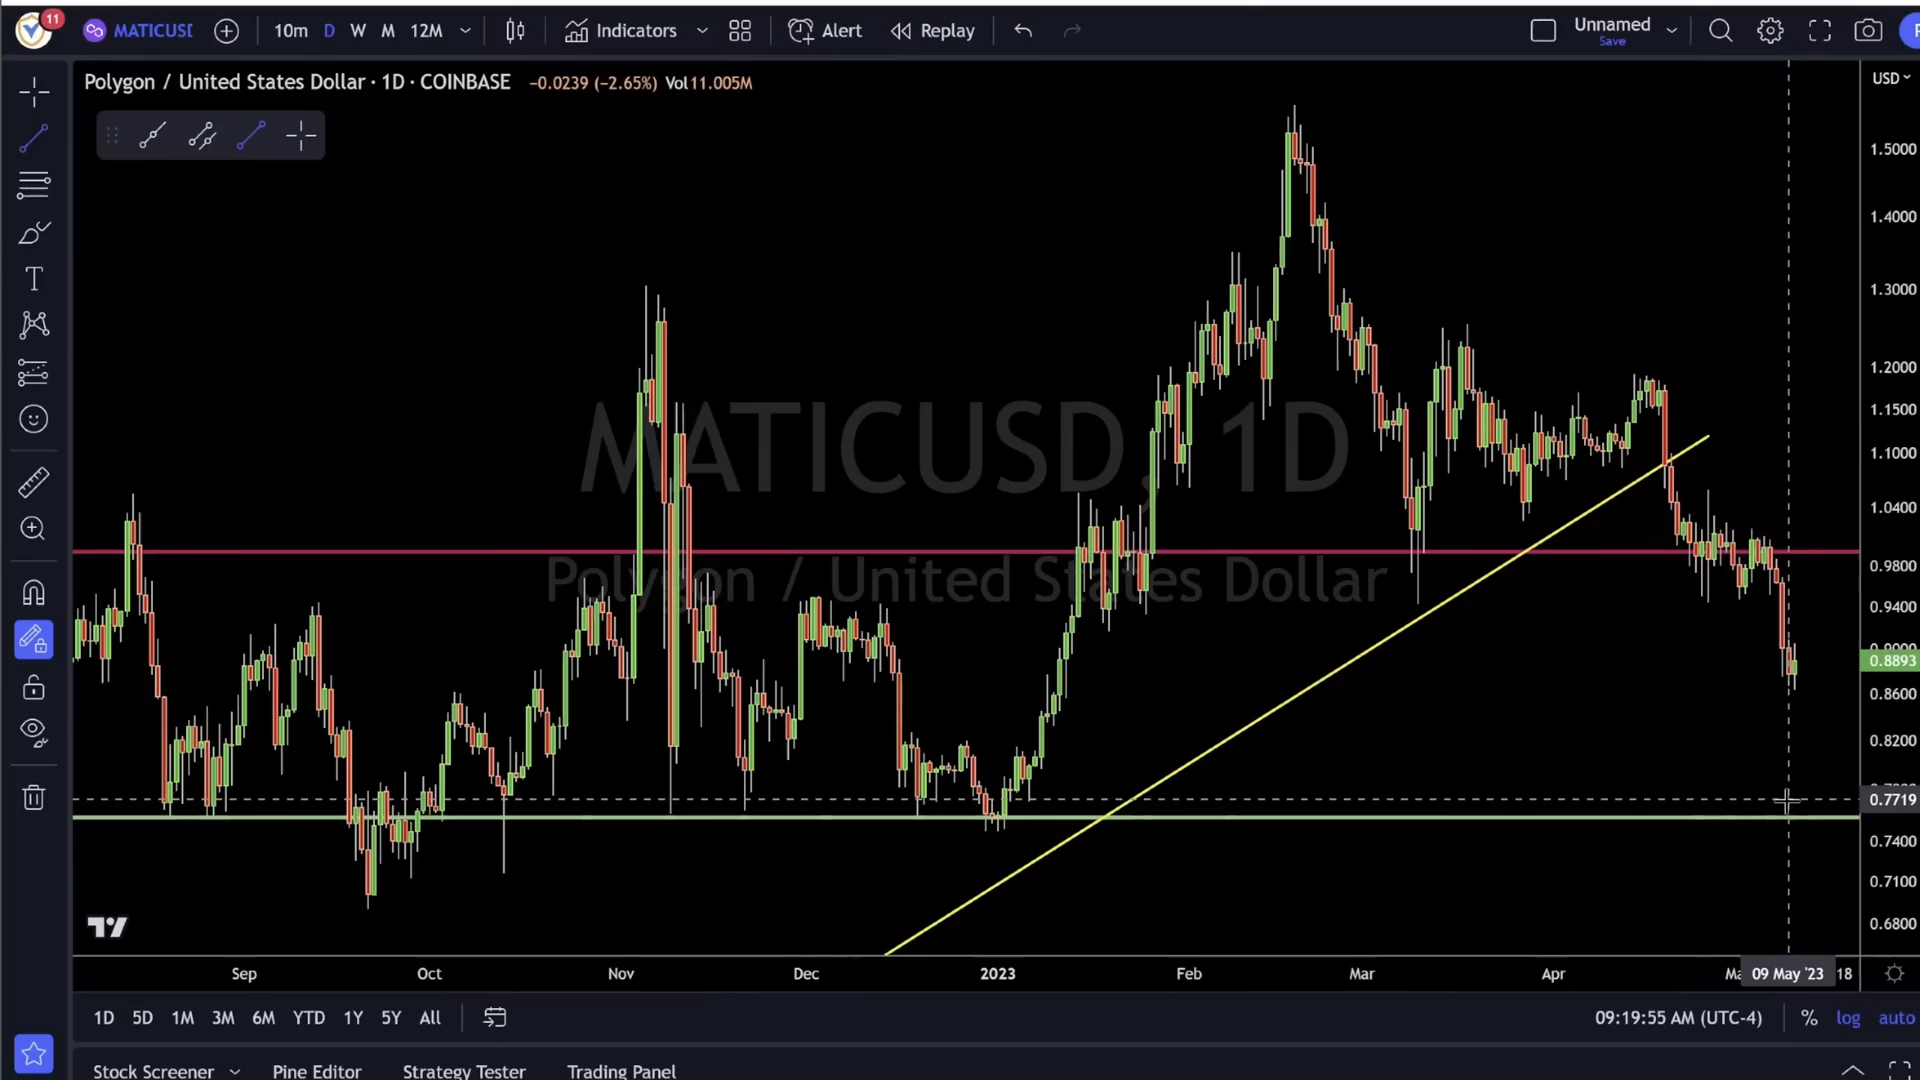 11
MATICUSD
10m D W M 12M
Indicators
Alert
Replay
Unnamed
Save
Polygon / United States Dollar · 1D · COINBASE −0.0239 (−2.65%) Vol 11.005M
USD
MATICUSD, 1D
Polygon / United States Dollar
1.5000
1.4000
1.3000
1.2000
1.1500
1.1000
1.0400
0.9800
0.9400
0.8893
0.8600
0.8200
0.7719
0.7400
0.7100
0.6800
Sep Oct Nov Dec 2023 Feb Mar Apr 09 May '23 18
1D 5D 1M 3M 6M YTD 1Y 5Y All
09:19:55 AM (UTC-4) % log auto
Stock Screener Pine Editor Strategy Tester Trading Panel